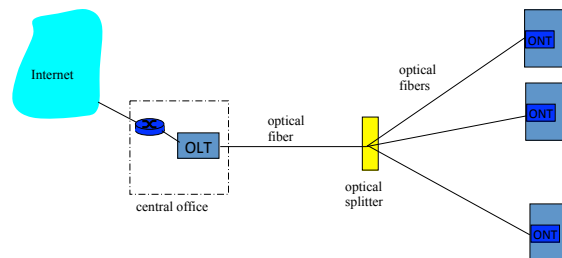 Internet
OLT
central office
optical
fiber
optical
splitter
optical
fibers
ONT
ONT
ONT